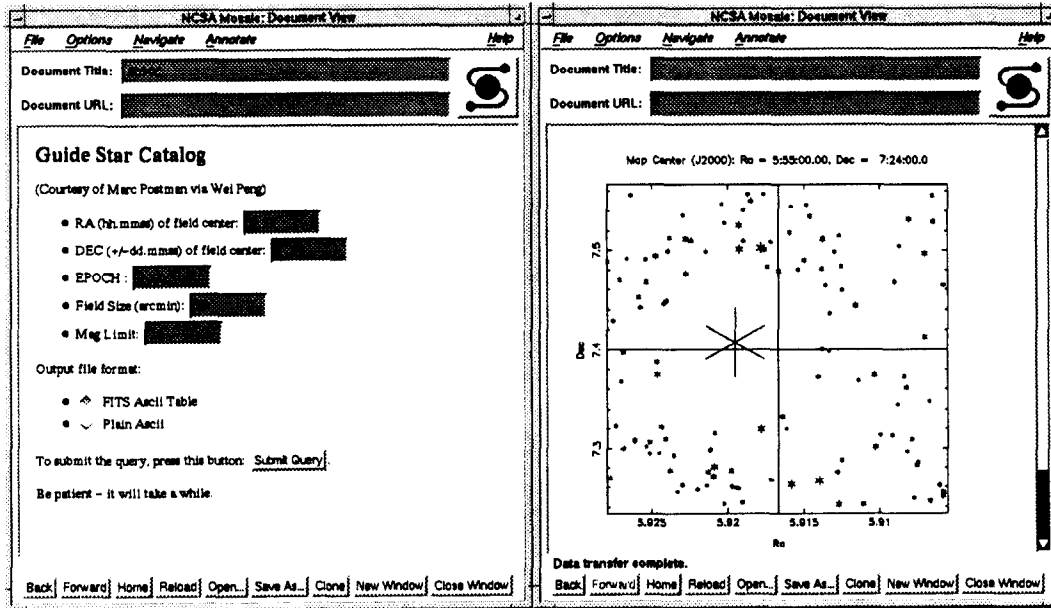 NCSA Mosaic: Document View
File Options Navigate Annotate Help
Document Title:
Document URL:
Guide Star Catalog
(Courtesy of Marc Postman via Wei Peng)
RA (hh.mmss) of field center:
DEC (+/-dd.mmss) of field center:
EPOCH :
Field Size (arcmin):
Mag Limit:
Output file format:
FITS Ascii Table
Plain Ascii
To submit the query, press this button: Submit Query.
Be patient - it will take a while.
Back Forward Home Reload Open... Save As... Clone New Window Close Window
NCSA Mosaic: Document View
File Options Navigate Annotate Help
Document Title:
Document URL:
Map Center (J2000): Ra = 5:55:00.00, Dec = 7:24:00.0
7.5
Dec
7.4
7.3
5.925 5.92 5.915 5.91
Ra
Data transfer complete.
Back Forward Home Reload Open... Save As... Clone New Window Close Window